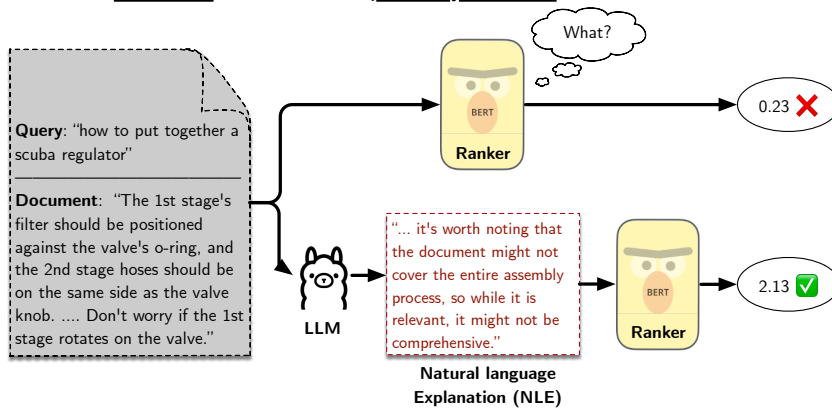 What?
BERT
Ranker
0.23
Query: “how to put together a
scuba regulator”
Document: “The 1st stage's
filter should be positioned
against the valve's o-ring, and
the 2nd stage hoses should be
on the same side as the valve
knob. .... Don't worry if the 1st
stage rotates on the valve.”
LLM
“... it's worth noting that
the document might not
cover the entire assembly
process, so while it is
relevant, it might not be
comprehensive.”
Natural language
Explanation (NLE)
BERT
Ranker
2.13